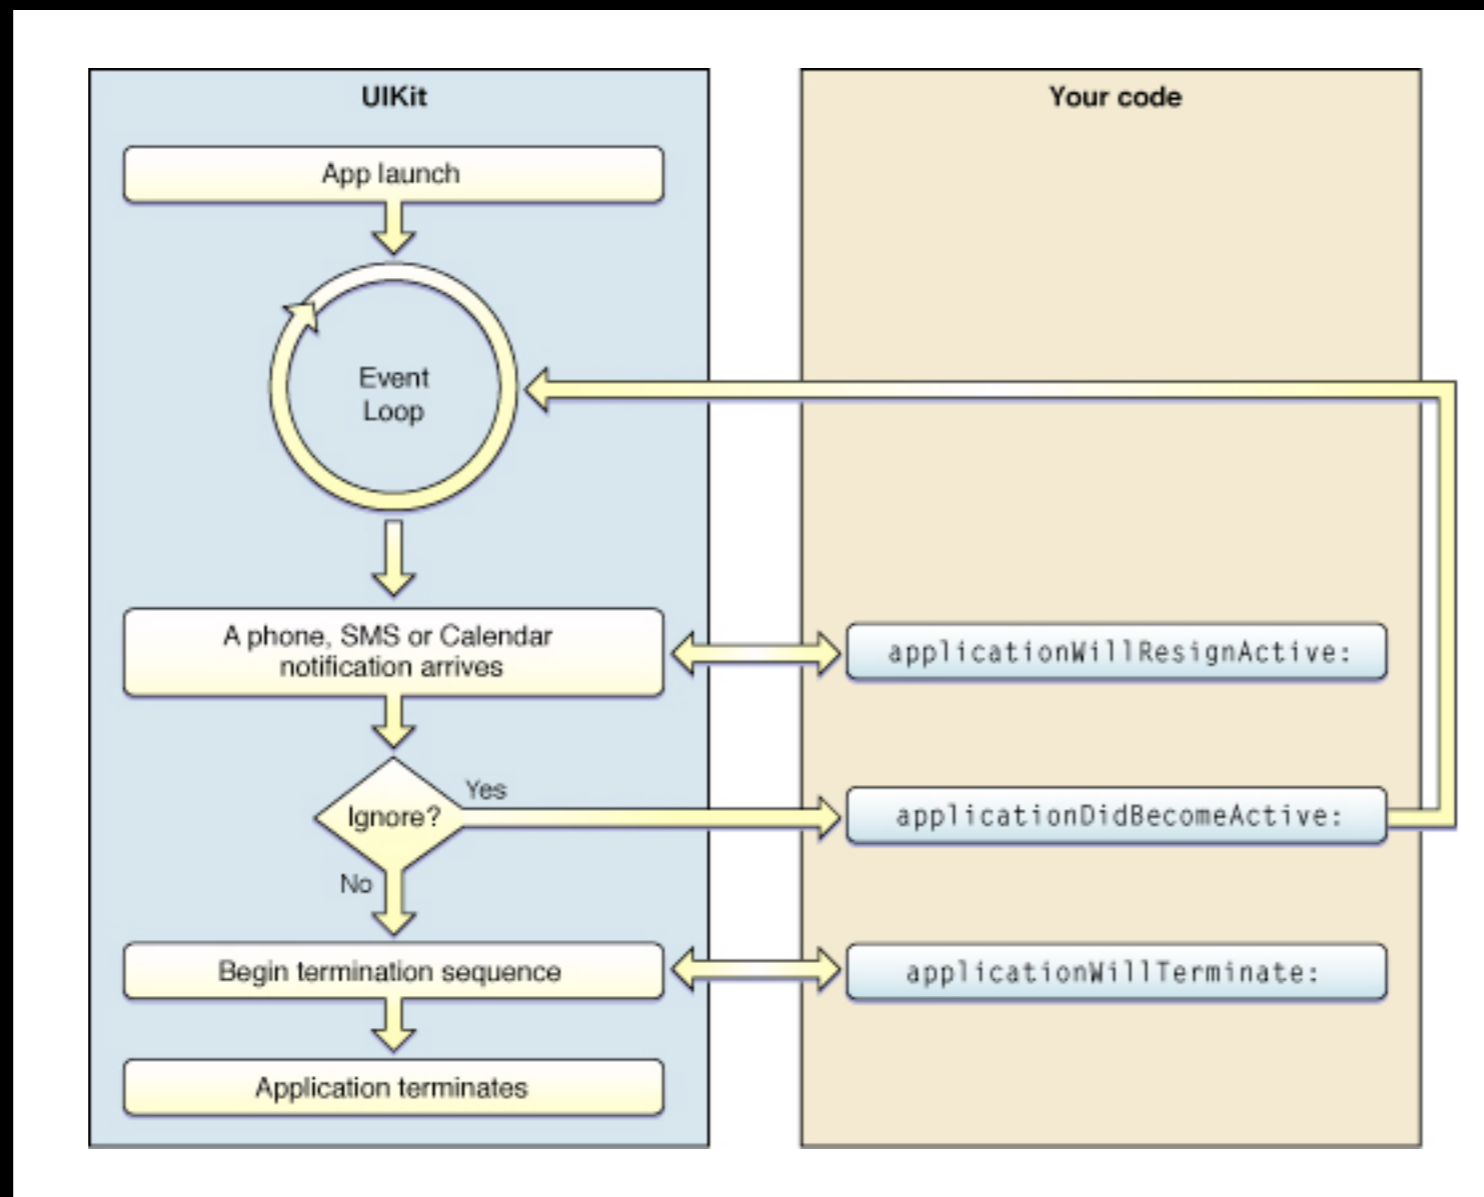 UIKit
Your code
App launch
Event
Loop
A phone, SMS or Calendar
notification arrives
applicationWillResignActive:
Ignore?
Yes
applicationDidBecomeActive:
No
Begin termination sequence
applicationWillTerminate:
Application terminates